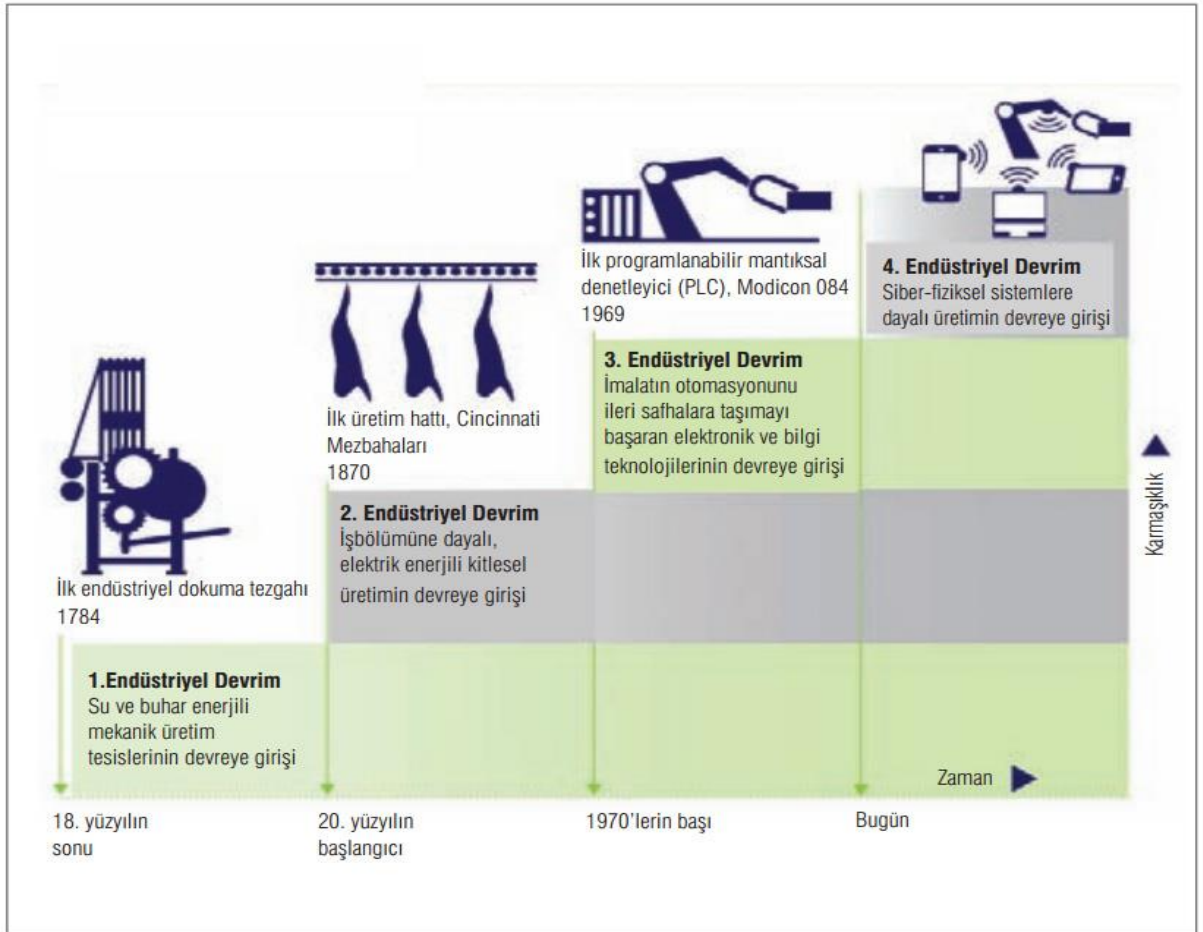 İlk endüstriyel dokuma tezgahı
1784
1.Endüstriyel Devrim
Su ve buhar enerjili
mekanik üretim
tesislerinin devreye girişi
İlk üretim hattı, Cincinnati
Mezbahaları
1870
2. Endüstriyel Devrim
İşbölümüne dayalı,
elektrik enerjili kitlesel
üretimin devreye girişi
İlk programlanabilir mantıksal
denetleyici (PLC), Modicon 084
1969
3. Endüstriyel Devrim
İmalatın otomasyonunu
ileri safhalara taşımayı
başaran elektronik ve bilgi
teknolojilerinin devreye girişi
4. Endüstriyel Devrim
Siber-fiziksel sistemlere
dayalı üretimin devreye girişi
Karmaşıklık
Zaman
18. yüzyılın
sonu
20. yüzyılın
başlangıcı
1970'lerin başı
Bugün